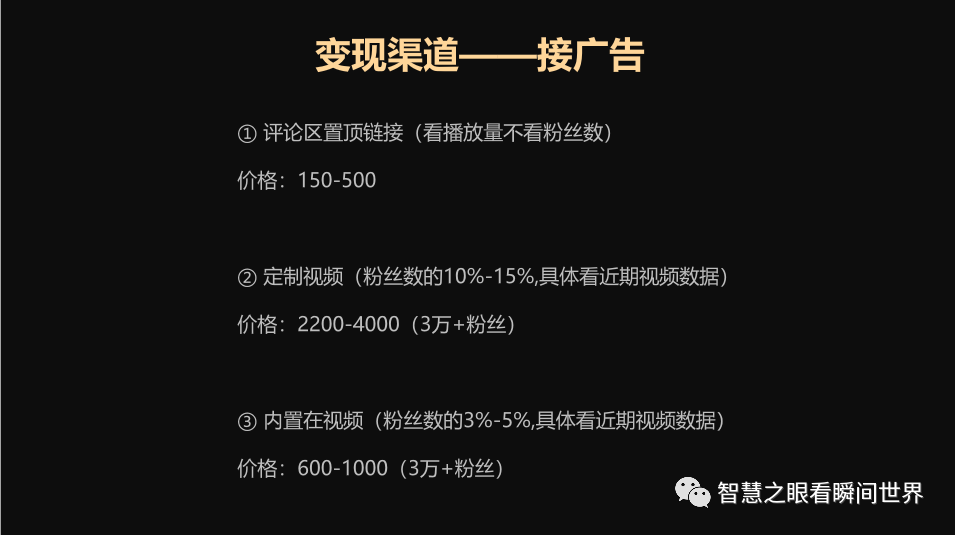 变现渠道——接广告
① 评论区置顶链接（看播放量不看粉丝数）
价格：150-500
② 定制视频（粉丝数的10%-15%,具体看近期视频数据）
价格：2200-4000（3万+粉丝）
③ 内置在视频（粉丝数的3%-5%,具体看近期视频数据）
价格：600-1000（3万+粉丝）
智慧之眼看瞬间世界